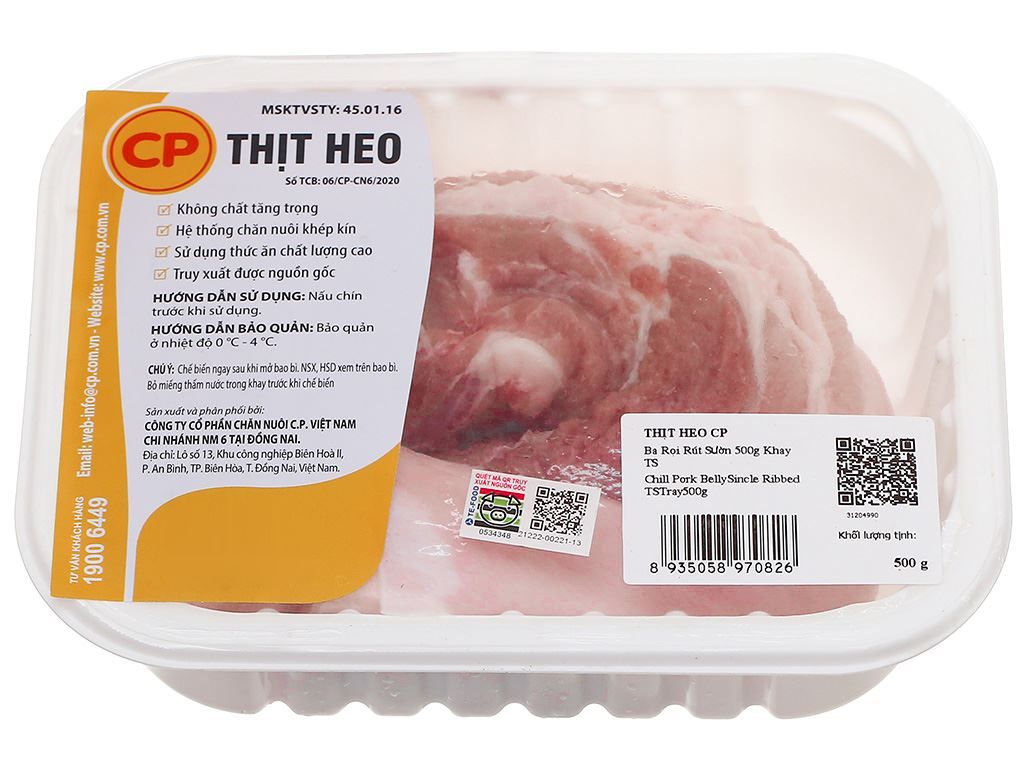 MSKTVSTY: 45.01.16
CP
THỊT HEO
Số TCB: 06/CP-CN6/2020
Không chất tăng trọng
Hệ thống chăn nuôi khép kín
Sử dụng thức ăn chất lượng cao
Truy xuất được nguồn gốc
HƯỚNG DẪN SỬ DỤNG: Nấu chín
trước khi sử dụng.
HƯỚNG DẪN BẢO QUẢN: Bảo quản
ở nhiệt độ 0 °C - 4 °C.
CHÚ Ý: Chế biến ngay sau khi mở bao bì. NSX, HSD xem trên bao bì.
Bỏ miếng thấm nước trong khay trước khi chế biến
Sản xuất và phân phối bởi:
CÔNG TY CỔ PHẦN CHĂN NUÔI C.P. VIỆT NAM
CHI NHÁNH NM 6 TẠI ĐỒNG NAI.
Địa chỉ: Lô số 13, Khu công nghiệp Biên Hoà II,
P. An Bình, TP. Biên Hòa, T. Đồng Nai, Việt Nam.
TƯ VẤN KHÁCH HÀNG
1900 6449
Email: web-info@cp.com.vn - Website: www.cp.com.vn
QUÉT MÃ QR TRUY
XUẤT NGUỒN GỐC
TE-FOOD
0534348 21222-00221-13
THỊT HEO CP
Ba Rọi Rút Sườn 500g Khay
TS
Chill Pork BellySincle Ribbed
TSTray500g
8 935058 970826
31204990
Khối lượng tịnh:
500 g